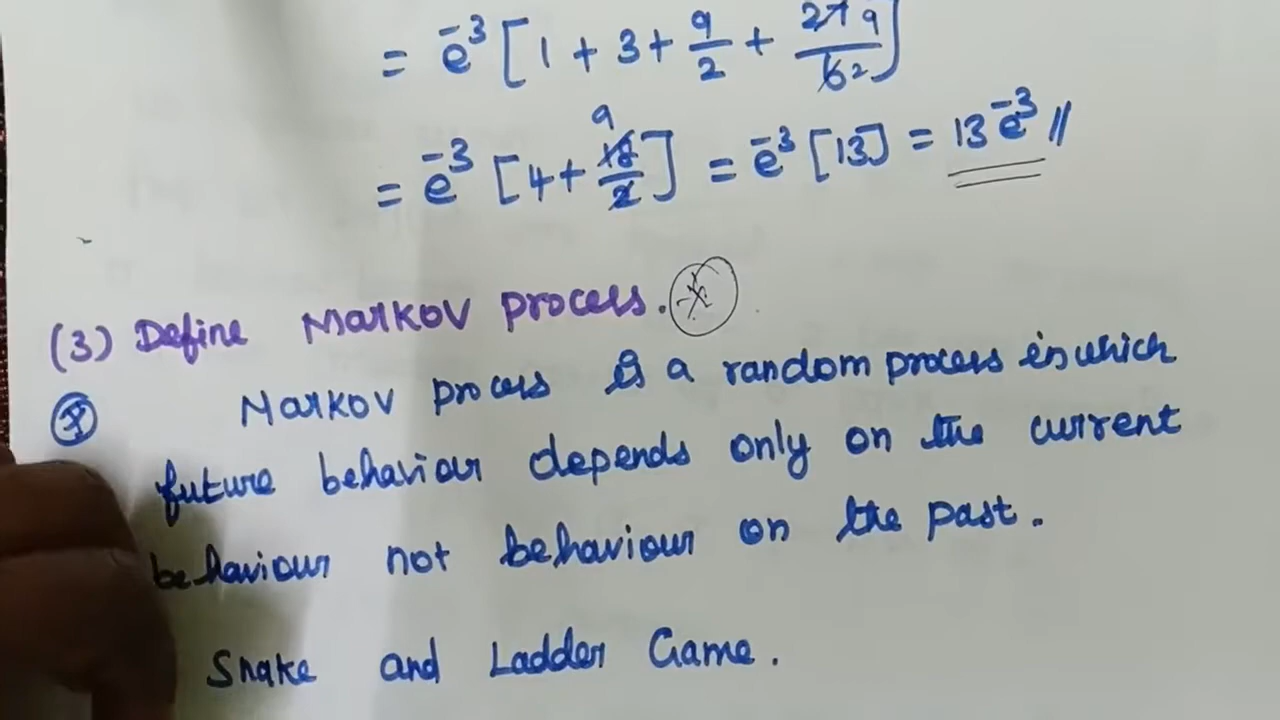 = e^-3 [1 + 3 + 9/2 + 27 9/6 2]
= e^-3 [4 + 18/2 9] = e^-3 [13] = 13 e^-3 //
(3) Define Markov process. *
Markov process is a random process in which
future behaviour depends only on the current
behaviour not behaviour on the past.
Snake and Ladder Game.